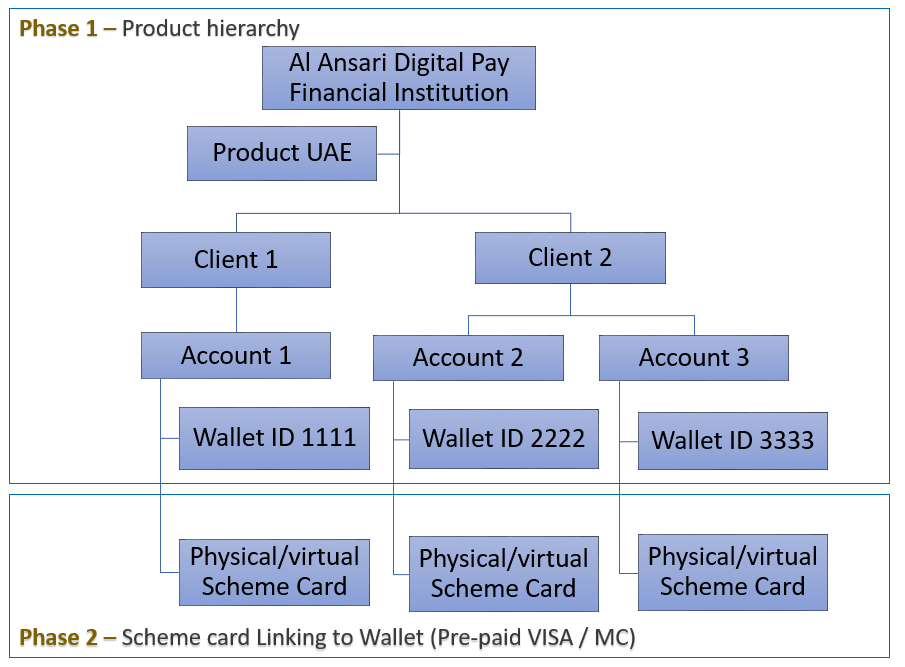 Phase 1 – Product hierarchy
Al Ansari Digital Pay
Financial Institution
Product UAE
Client 1
Client 2
Account 1
Account 2
Account 3
Wallet ID 1111
Wallet ID 2222
Wallet ID 3333
Physical/virtual
Scheme Card
Physical/virtual
Scheme Card
Physical/virtual
Scheme Card
Phase 2 – Scheme card Linking to Wallet (Pre-paid VISA / MC)